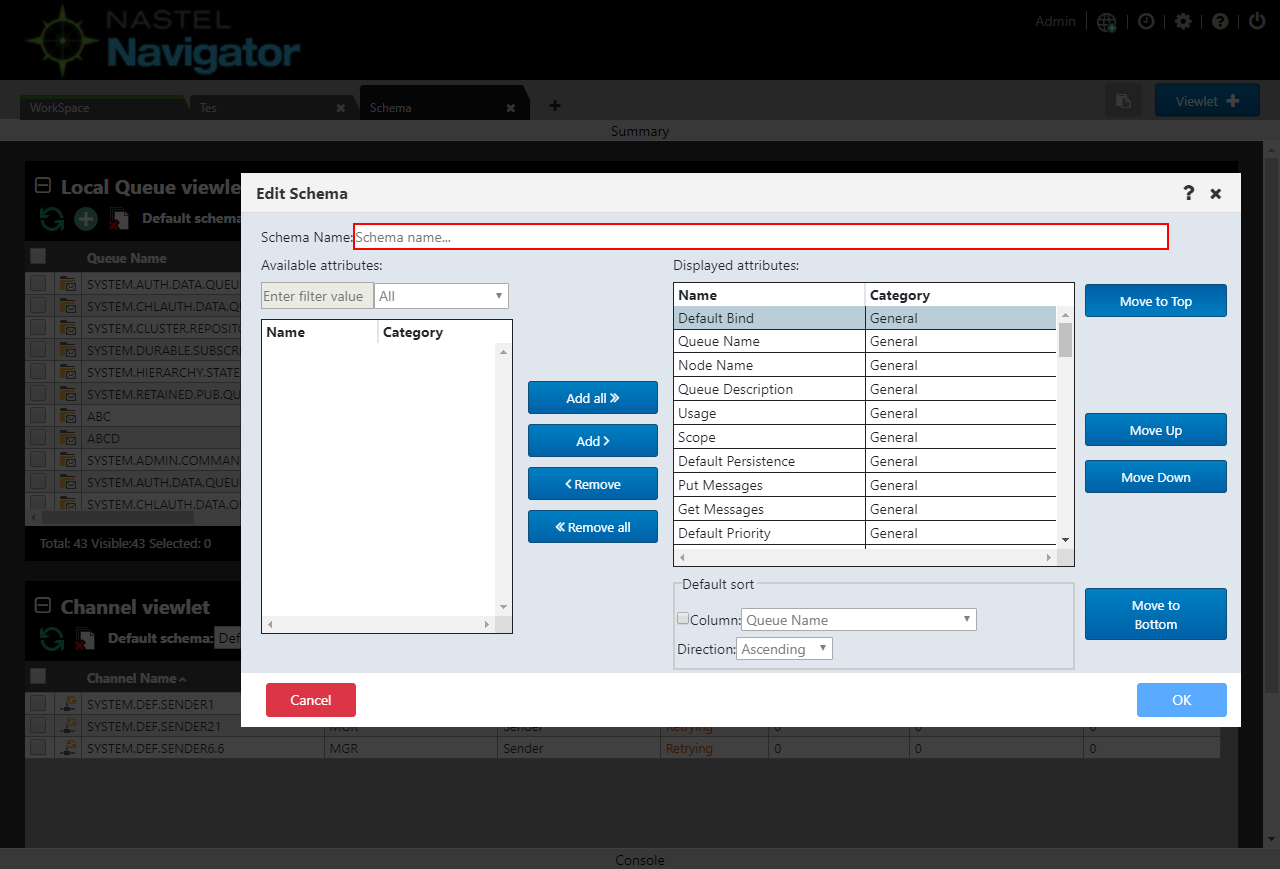 NASTEL
Navigator
Admin
WorkSpace
Tes
Schema
Viewlet
Summary
Local Queue viewle
Default schema
Queue Name
SYSTEM.AUTH.DATA.QUEU
SYSTEM.CHLAUTH.DATA.Q
SYSTEM.CLUSTER.REPOSITO
SYSTEM.DURABLE.SUBSCR
SYSTEM.HIERARCHY.STATE
SYSTEM.RETAINED.PUB.QU
ABC
ABCD
SYSTEM.ADMIN.COMMAN
SYSTEM.AUTH.DATA.QUEU
SYSTEM.CHLAUTH.DATA.Q
Total: 43 Visible:43 Selected: 0
Channel viewlet
Default schema: Def
Channel Name
SYSTEM.DEF.SENDER1
SYSTEM.DEF.SENDER21 MGR Sender Retrying 0 0 0
SYSTEM.DEF.SENDER6.6 MGR Sender Retrying 0 0 0
Edit Schema
Schema Name: Schema name...
Available attributes:
Enter filter value All
Name Category
Add all
Add
Remove
Remove all
Displayed attributes:
Name Category
Default Bind General
Queue Name General
Node Name General
Queue Description General
Usage General
Scope General
Default Persistence General
Put Messages General
Get Messages General
Default Priority General
Default sort
Column: Queue Name
Direction: Ascending
Move to Top
Move Up
Move Down
Move to
Bottom
Cancel
OK
Console